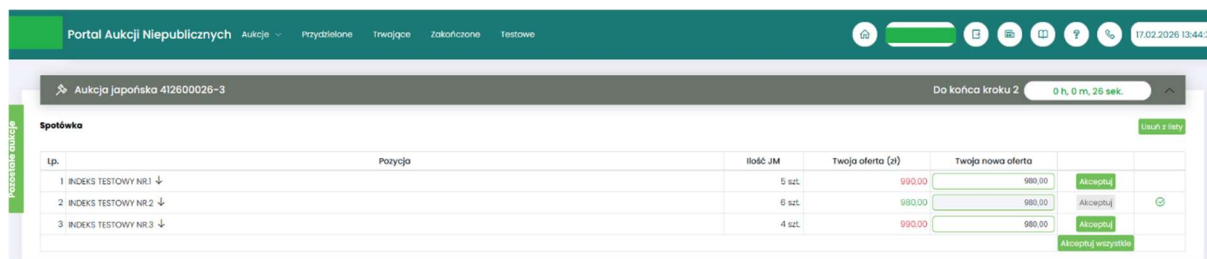 Portal Aukcji Niepublicznych Aukcje Przydzielone Trwające Zakończone Testowe 17.02.2026 13:44:
Aukcja japońska 412600026-3 Do końca kroku 2 0 h, 0 m, 26 sek.
Pozostałe aukcje
Spotówka Usuń z listy
Lp. Pozycja Ilość JM Twoja oferta (zł) Twoja nowa oferta
1 INDEKS TESTOWY NR.1 5 szt. 990,00 980,00 Akceptuj
2 INDEKS TESTOWY NR.2 6 szt. 980,00 980,00 Akceptuj
3 INDEKS TESTOWY NR.3 4 szt. 990,00 980,00 Akceptuj
Akceptuj wszystkie